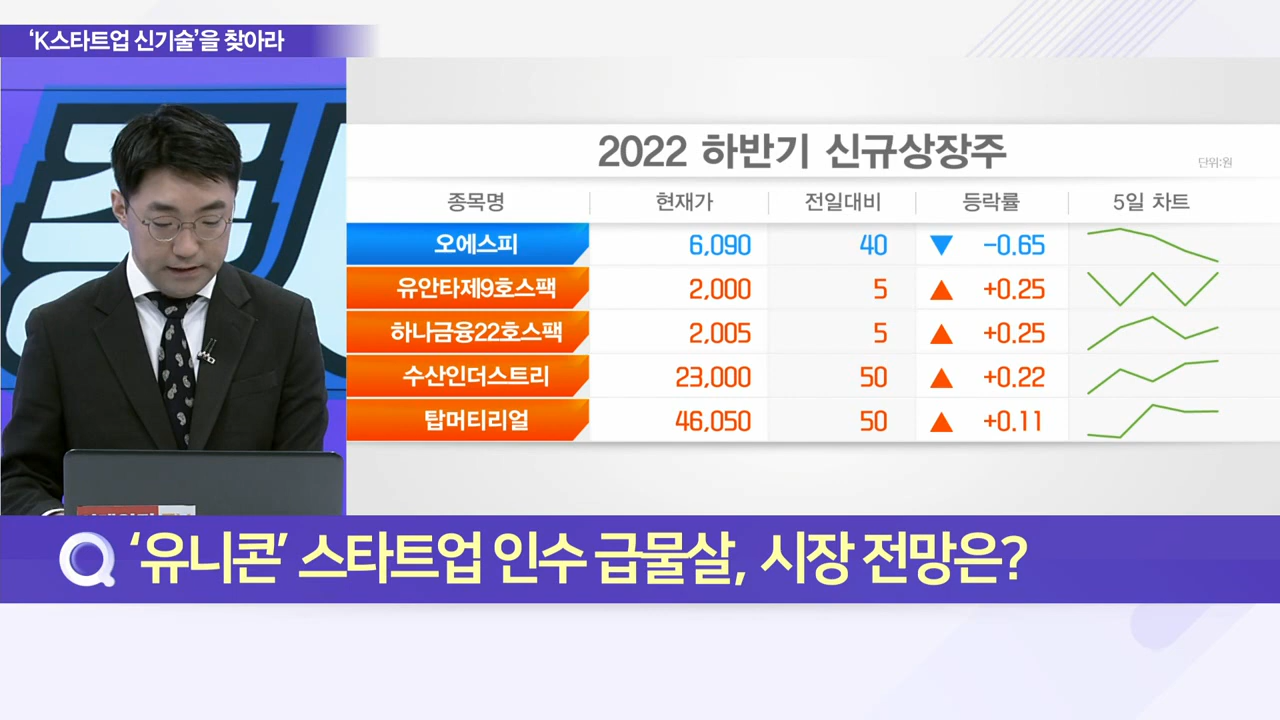 ‘K스타트업 신기술’을 찾아라
2022 하반기 신규상장주
단위:원
종목명 현재가 전일대비 등락률 5일 차트
오에스피 6,090 40 ▼ -0.65
유안타제9호스팩 2,000 5 ▲ +0.25
하나금융22호스팩 2,005 5 ▲ +0.25
수산인더스트리 23,000 50 ▲ +0.22
탑머티리얼 46,050 50 ▲ +0.11
‘유니콘’ 스타트업 인수 급물살, 시장 전망은?